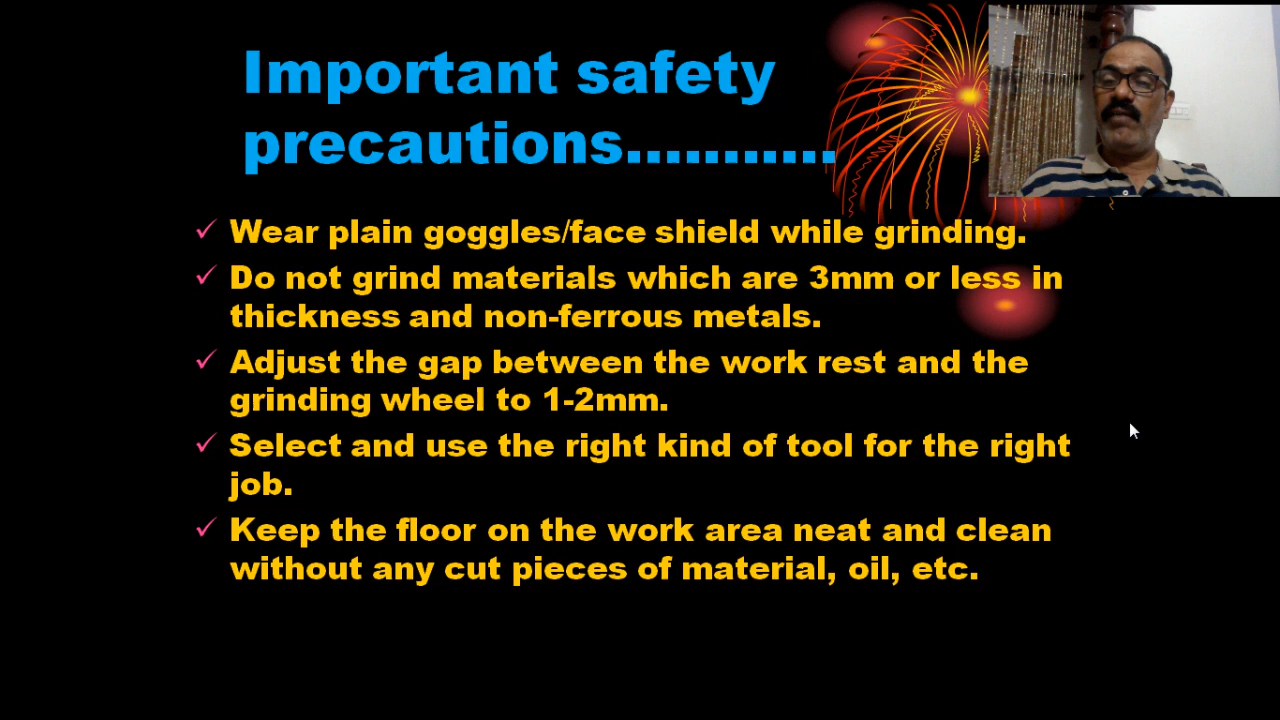 Important safety
precautions...........
✓ Wear plain goggles/face shield while grinding.
✓ Do not grind materials which are 3mm or less in
thickness and non-ferrous metals.
✓ Adjust the gap between the work rest and the
grinding wheel to 1-2mm.
✓ Select and use the right kind of tool for the right
job.
✓ Keep the floor on the work area neat and clean
without any cut pieces of material, oil, etc.